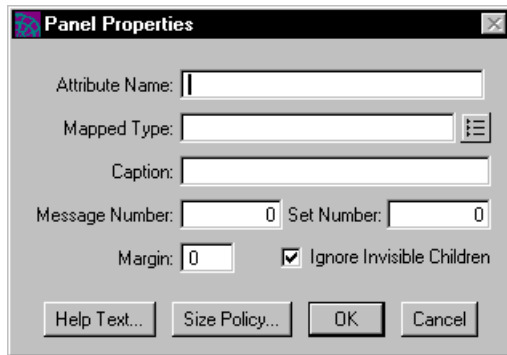 Panel Properties
Attribute Name:
Mapped Type:
Caption:
Message Number: 0 Set Number: 0
Margin: 0 Ignore Invisible Children
Help Text... Size Policy... OK Cancel